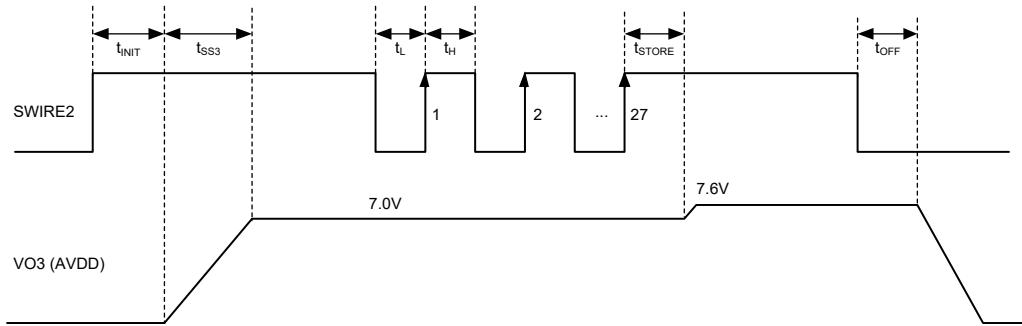 tINIT tSS3 tL tH tSTORE tOFF
SWIRE2
1 2 ... 27
7.0V 7.6V
VO3 (AVDD)